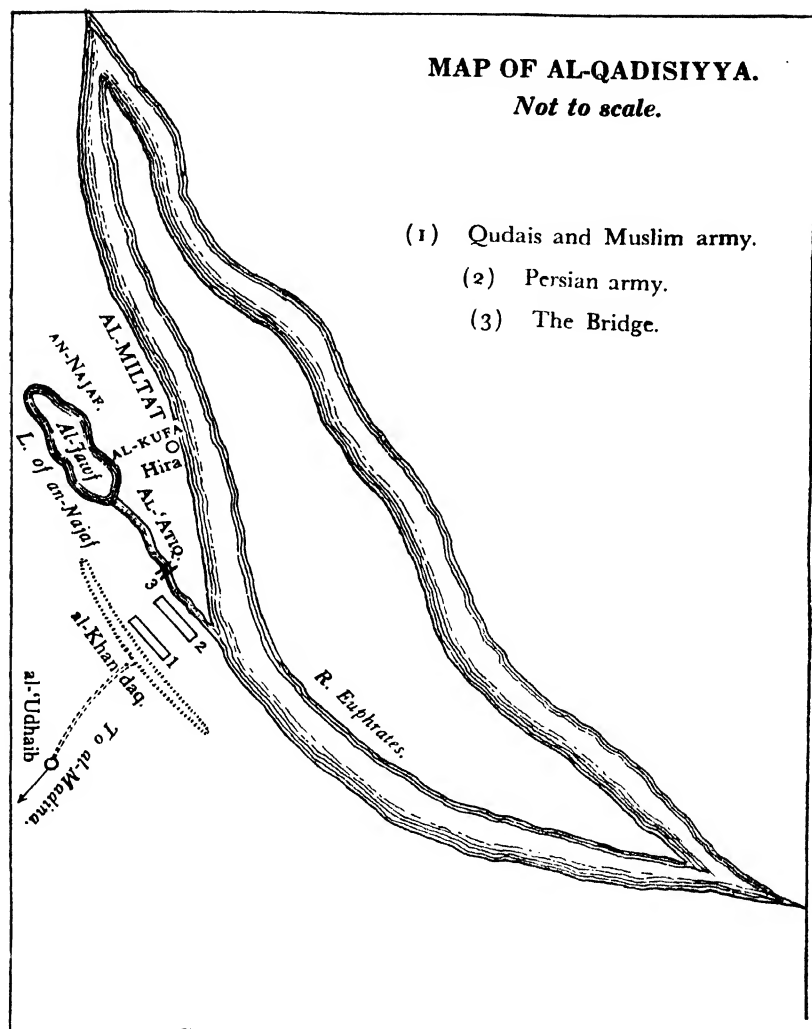 MAP OF AL-QADISIYYA.
Not to scale.
(1) Qudais and Muslim army.
(2) Persian army.
(3) The Bridge.
AN-NAJAF.
AL-MILTAT
Al-Jawf
L. of an-Najaf
AL-KUFA
Hira
AL-'ATIQ.
3
2
1
al-Khandaq.
al-'Udhaib
To al-Madina.
R. Euphrates.